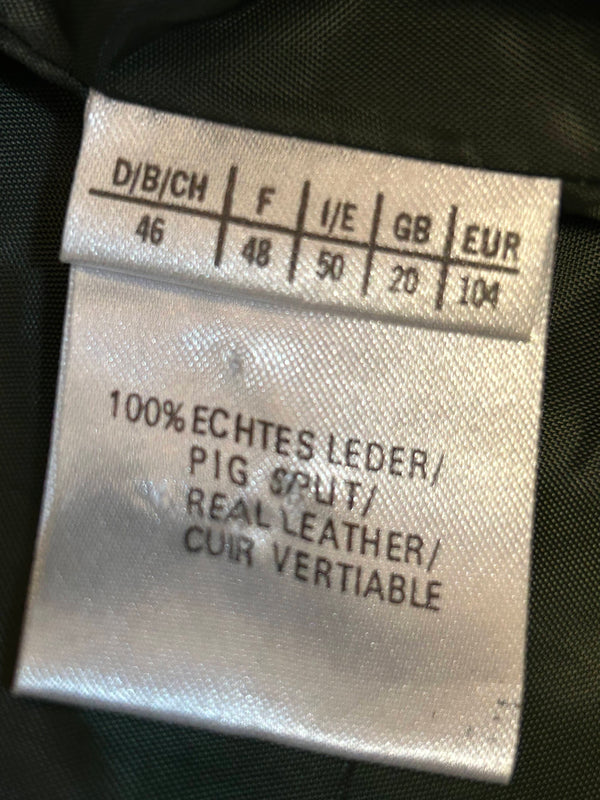 D/B/CH F I/E GB EUR
46 48 50 20 104
100% ECHTES LEDER/
PIG SPLIT/
REAL LEATHER/
CUIR VERTIABLE